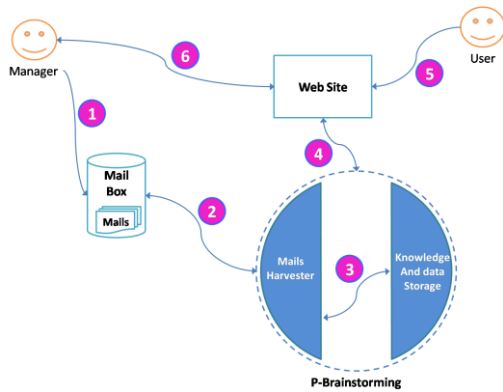 6
Manager
5
User
Web Site
1
4
Mail
Box
Mails
2
Mails
Harvester
3
Knowledge
And data
Storage
P-Brainstorming